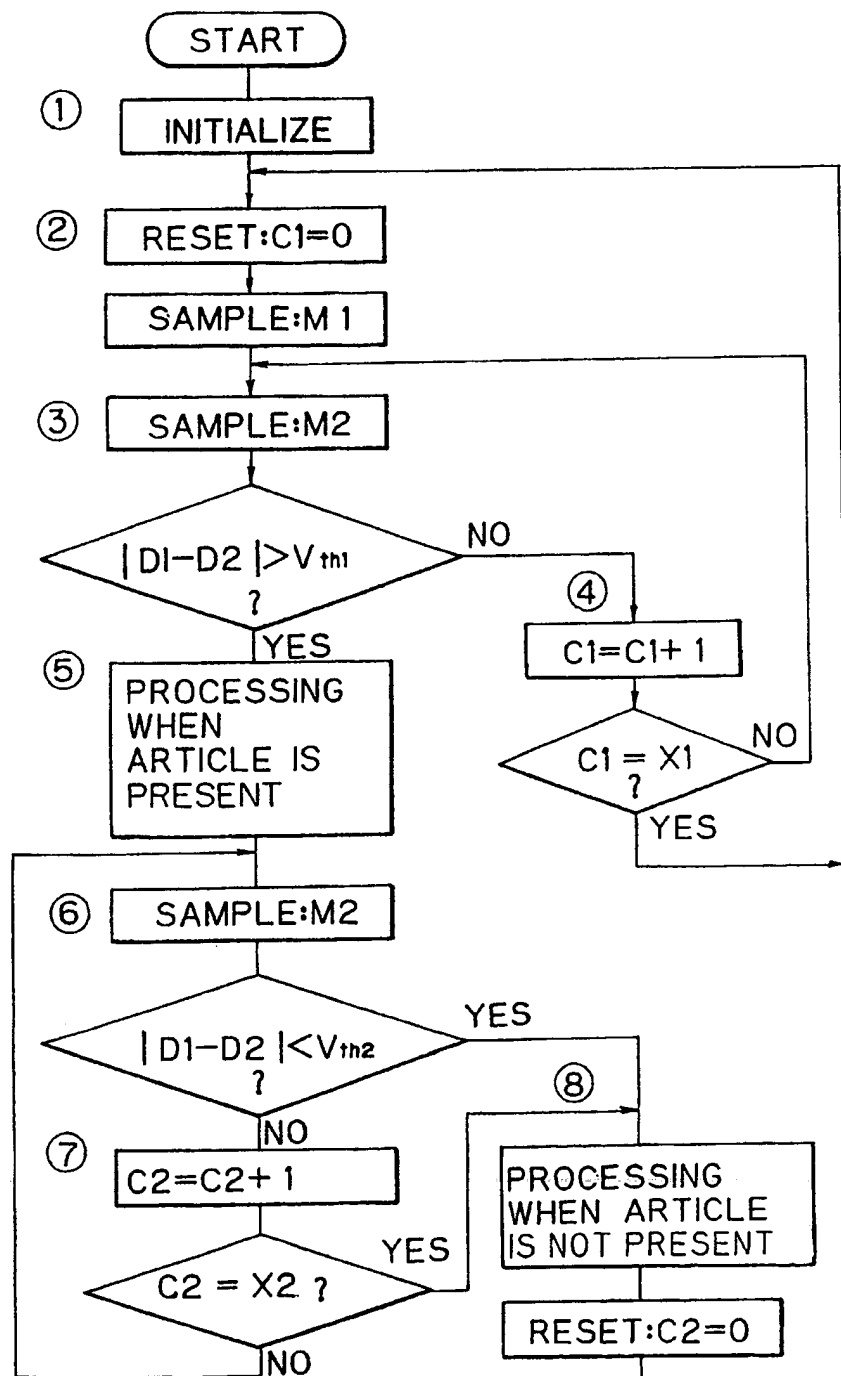 START
① INITIALIZE
② RESET:C1=0
SAMPLE:M1
③ SAMPLE:M2
|D1-D2|>Vth1
?
NO
YES
④
C1=C1+1
C1=X1
?
NO
YES
⑤
PROCESSING
WHEN
ARTICLE IS
PRESENT
⑥ SAMPLE:M2
|D1-D2|<Vth2
?
YES
NO
⑦
C2=C2+1
C2=X2 ?
YES
NO
⑧
PROCESSING
WHEN ARTICLE
IS NOT PRESENT
RESET:C2=0